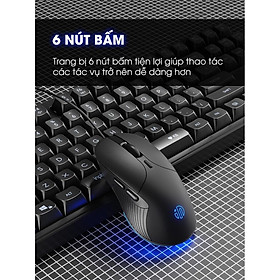 6 NÚT BẤM
Trang bị 6 nút bấm tiện lợi giúp thao tác
các tác vụ trở nên dễ dàng hơn